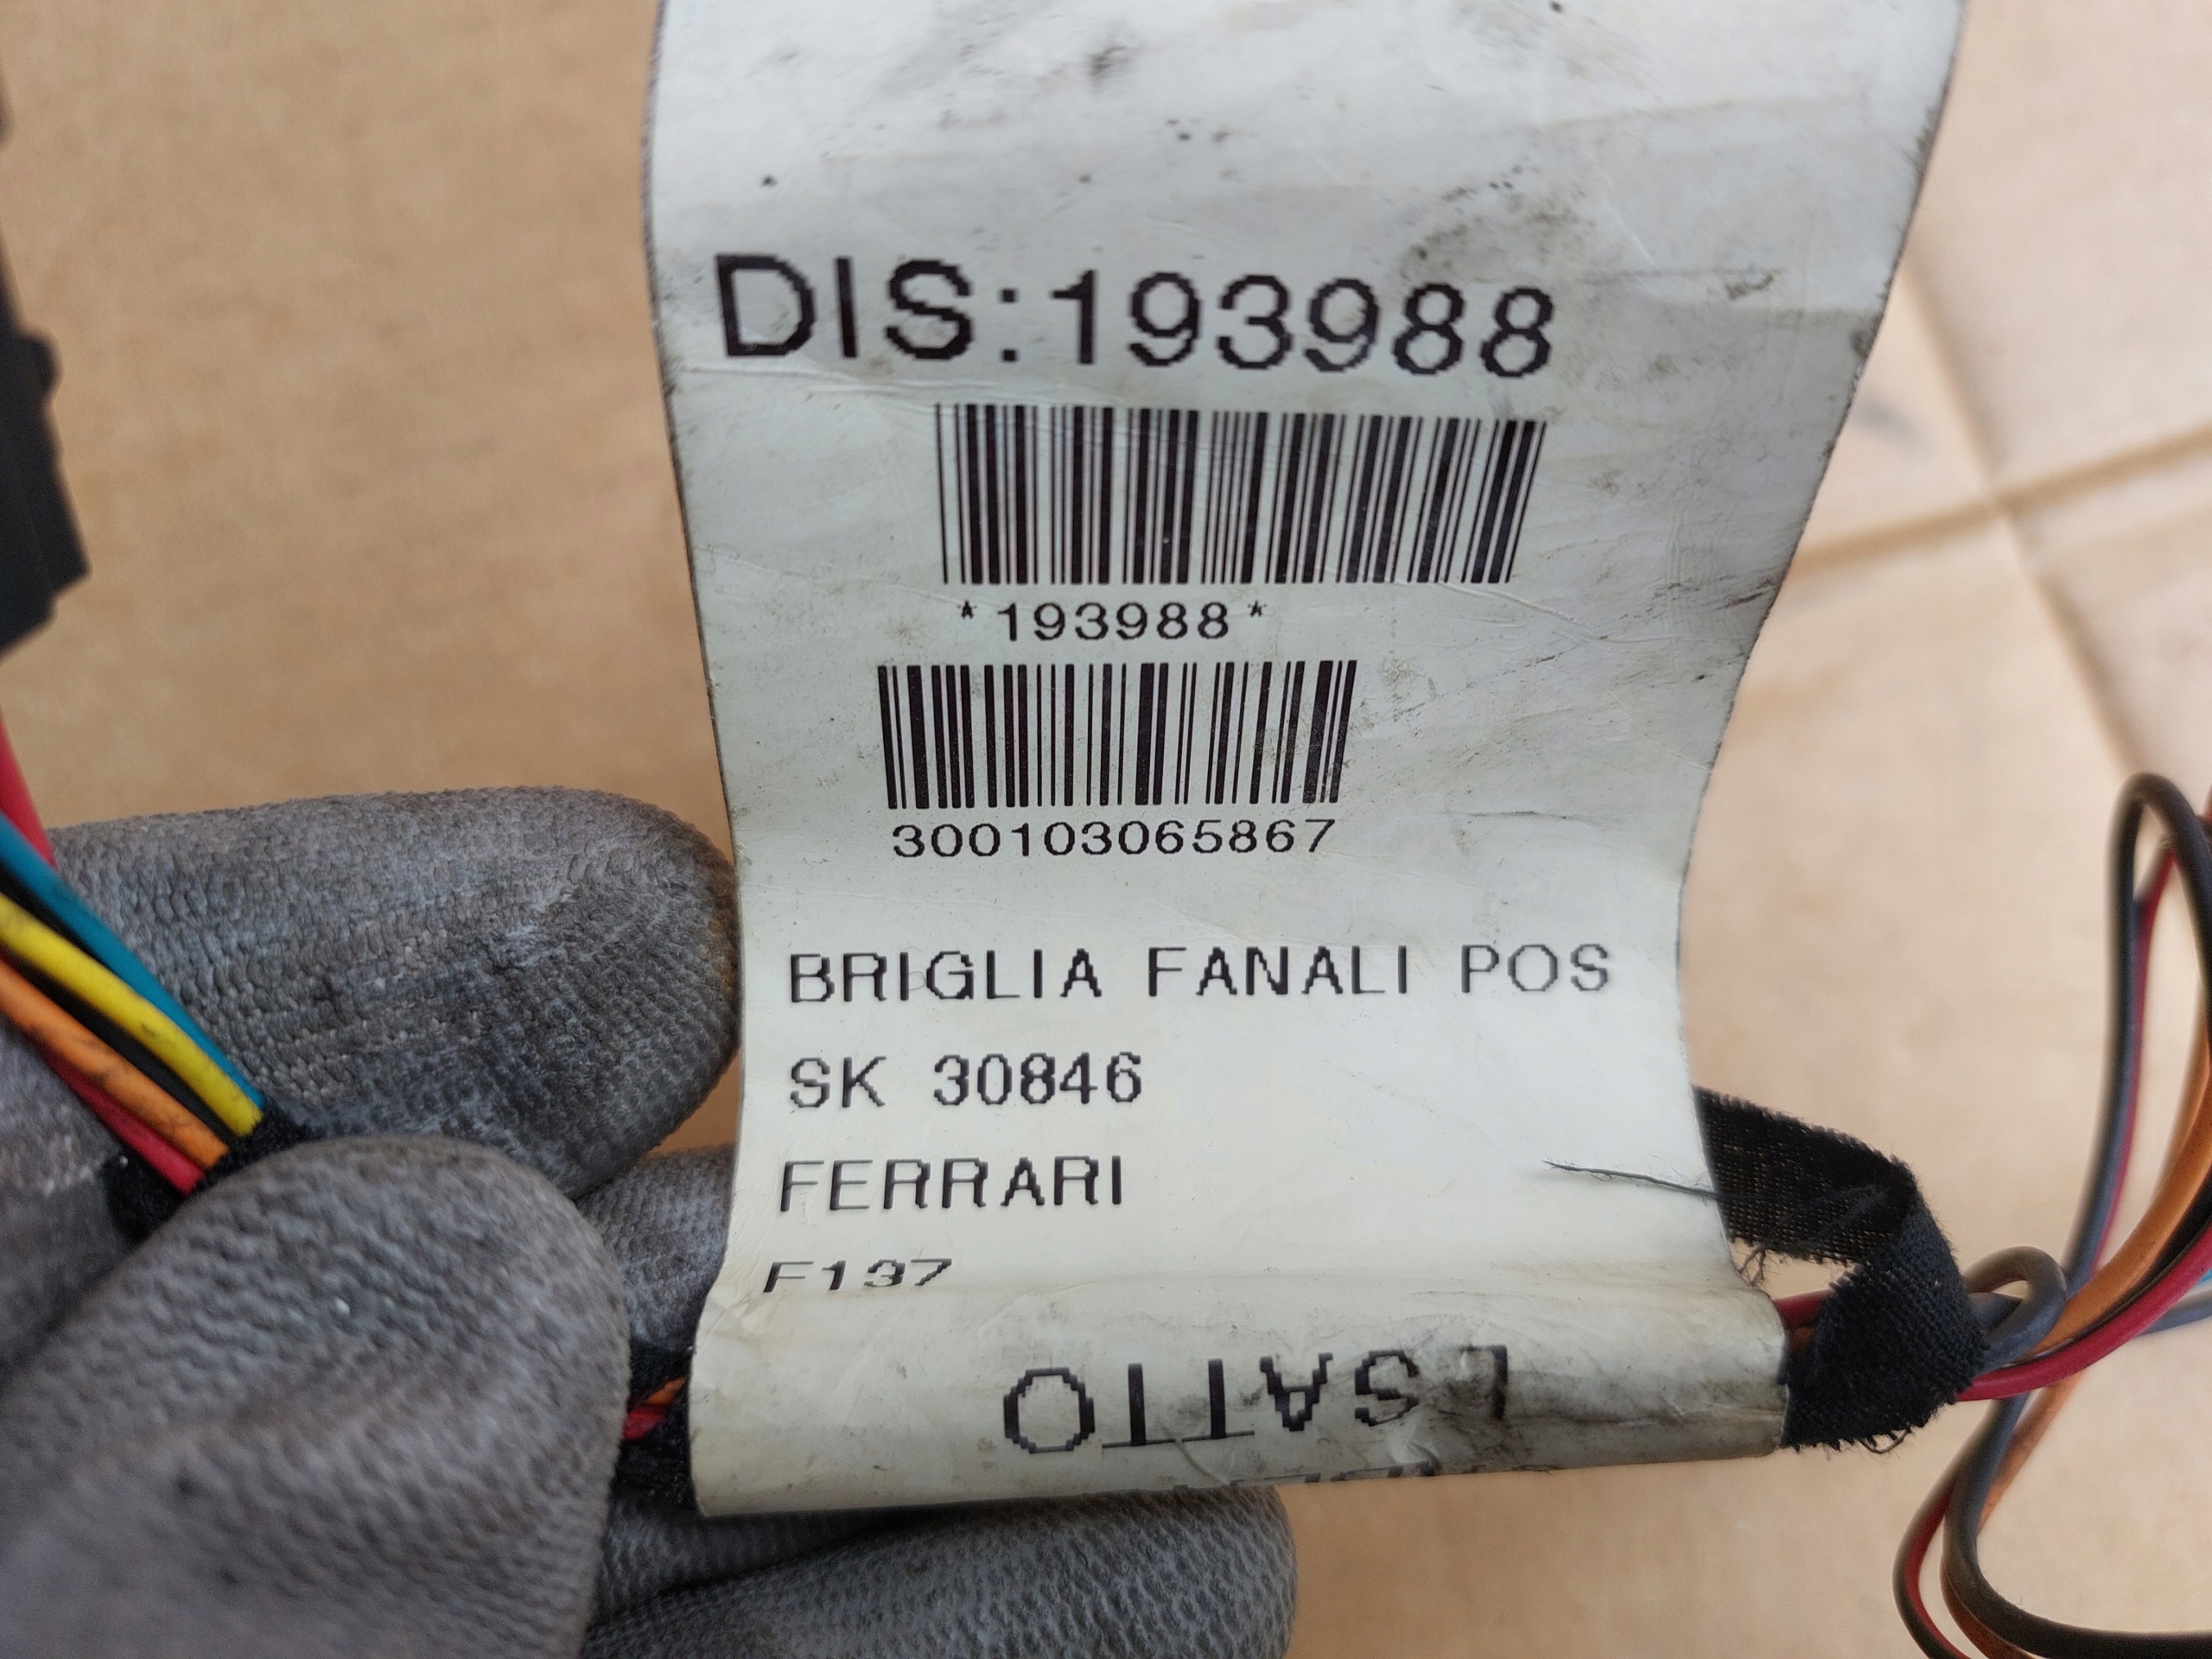 DIS:193988
*193988*
300103065867
BRIGLIA FANALI POS
SK 30846
FERRARI
F137